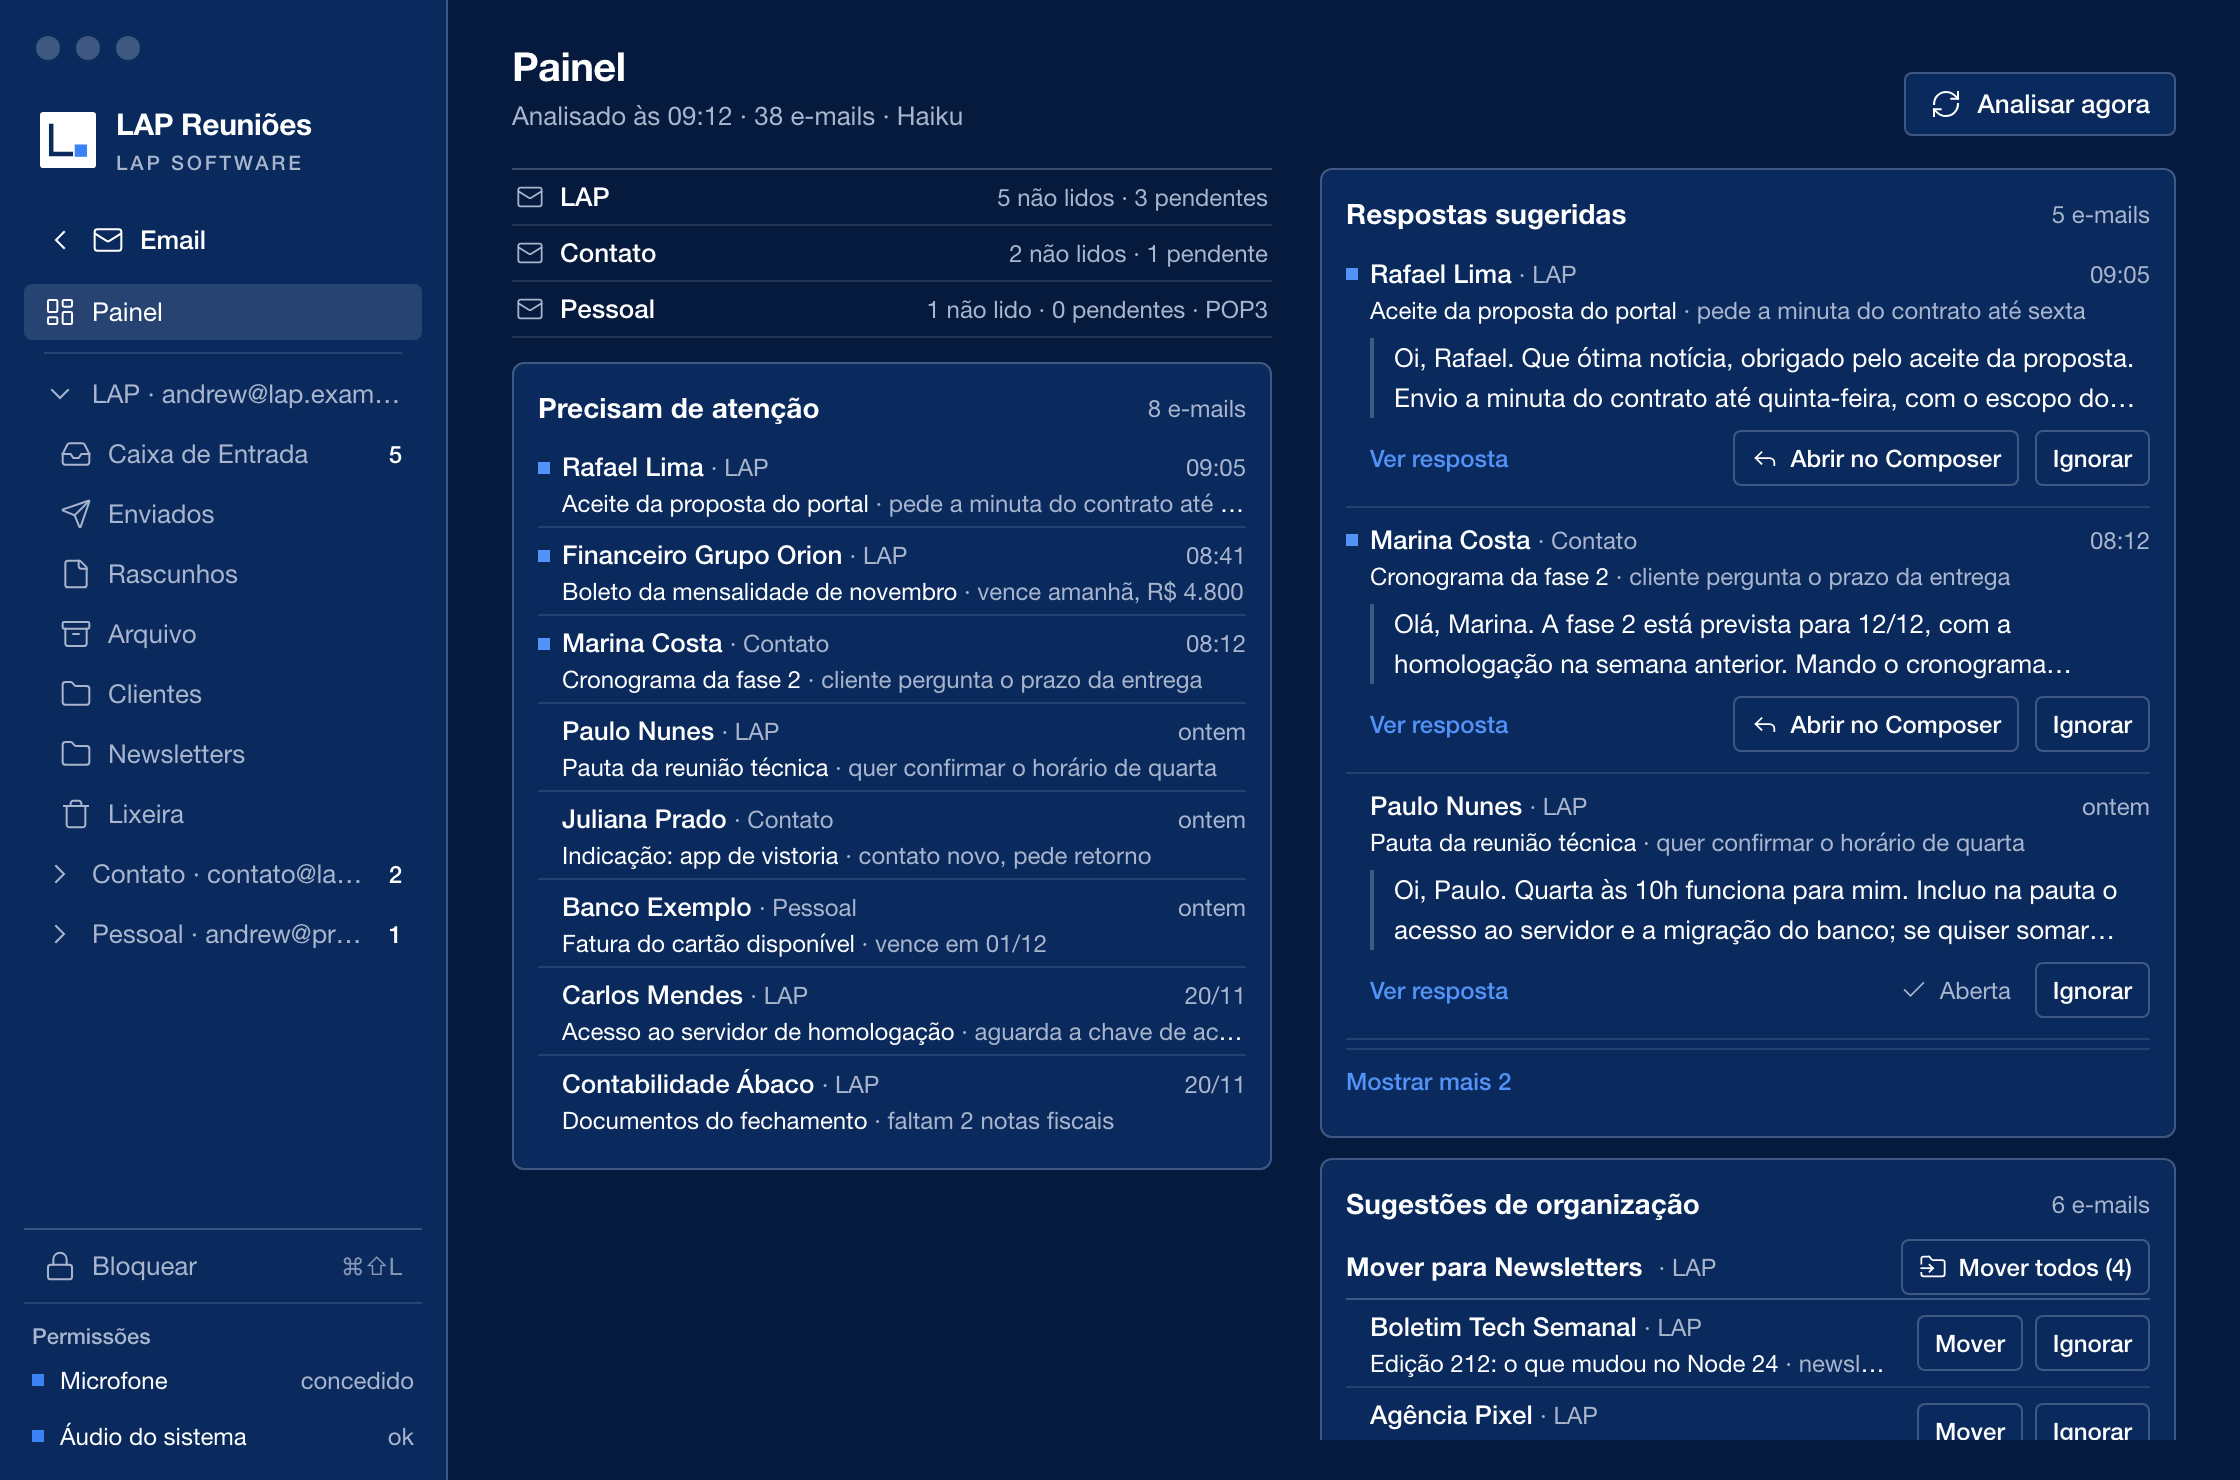 LAP Reuniões
LAP SOFTWARE
Email
Painel
LAP · andrew@lap.exam…
Caixa de Entrada 5
Enviados
Rascunhos
Arquivo
Clientes
Newsletters
Lixeira
Contato · contato@la… 2
Pessoal · andrew@pr… 1
Bloquear ⌘⇧L
Permissões
Microfone concedido
Áudio do sistema ok
Painel
Analisado às 09:12 · 38 e-mails · Haiku
Analisar agora
LAP 5 não lidos · 3 pendentes
Contato 2 não lidos · 1 pendente
Pessoal 1 não lido · 0 pendentes · POP3
Precisam de atenção 8 e-mails
Rafael Lima · LAP 09:05
Aceite da proposta do portal · pede a minuta do contrato até …
Financeiro Grupo Orion · LAP 08:41
Boleto da mensalidade de novembro · vence amanhã, R$ 4.800
Marina Costa · Contato 08:12
Cronograma da fase 2 · cliente pergunta o prazo da entrega
Paulo Nunes · LAP ontem
Pauta da reunião técnica · quer confirmar o horário de quarta
Juliana Prado · Contato ontem
Indicação: app de vistoria · contato novo, pede retorno
Banco Exemplo · Pessoal ontem
Fatura do cartão disponível · vence em 01/12
Carlos Mendes · LAP 20/11
Acesso ao servidor de homologação · aguarda a chave de ac…
Contabilidade Ábaco · LAP 20/11
Documentos do fechamento · faltam 2 notas fiscais
Respostas sugeridas 5 e-mails
Rafael Lima · LAP 09:05
Aceite da proposta do portal · pede a minuta do contrato até sexta
Oi, Rafael. Que ótima notícia, obrigado pelo aceite da proposta.
Envio a minuta do contrato até quinta-feira, com o escopo do…
Ver resposta Abrir no Composer Ignorar
Marina Costa · Contato 08:12
Cronograma da fase 2 · cliente pergunta o prazo da entrega
Olá, Marina. A fase 2 está prevista para 12/12, com a
homologação na semana anterior. Mando o cronograma…
Ver resposta Abrir no Composer Ignorar
Paulo Nunes · LAP ontem
Pauta da reunião técnica · quer confirmar o horário de quarta
Oi, Paulo. Quarta às 10h funciona para mim. Incluo na pauta o
acesso ao servidor e a migração do banco; se quiser somar…
Ver resposta Aberta Ignorar
Mostrar mais 2
Sugestões de organização 6 e-mails
Mover para Newsletters · LAP Mover todos (4)
Boletim Tech Semanal · LAP
Edição 212: o que mudou no Node 24 · newsl…
Mover Ignorar
Agência Pixel · LAP
Mover Ignorar